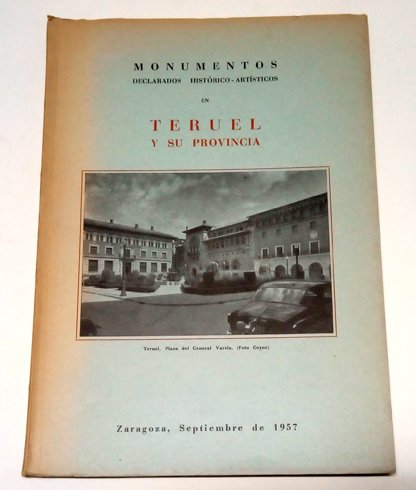 MONUMENTOS
DECLARADOS HISTÓRICO-ARTÍSTICOS
EN
TERUEL
Y SU PROVINCIA
Teruel, Plaza del General Varela. (Foto Coyne)
Zaragoza, Septiembre de 1957